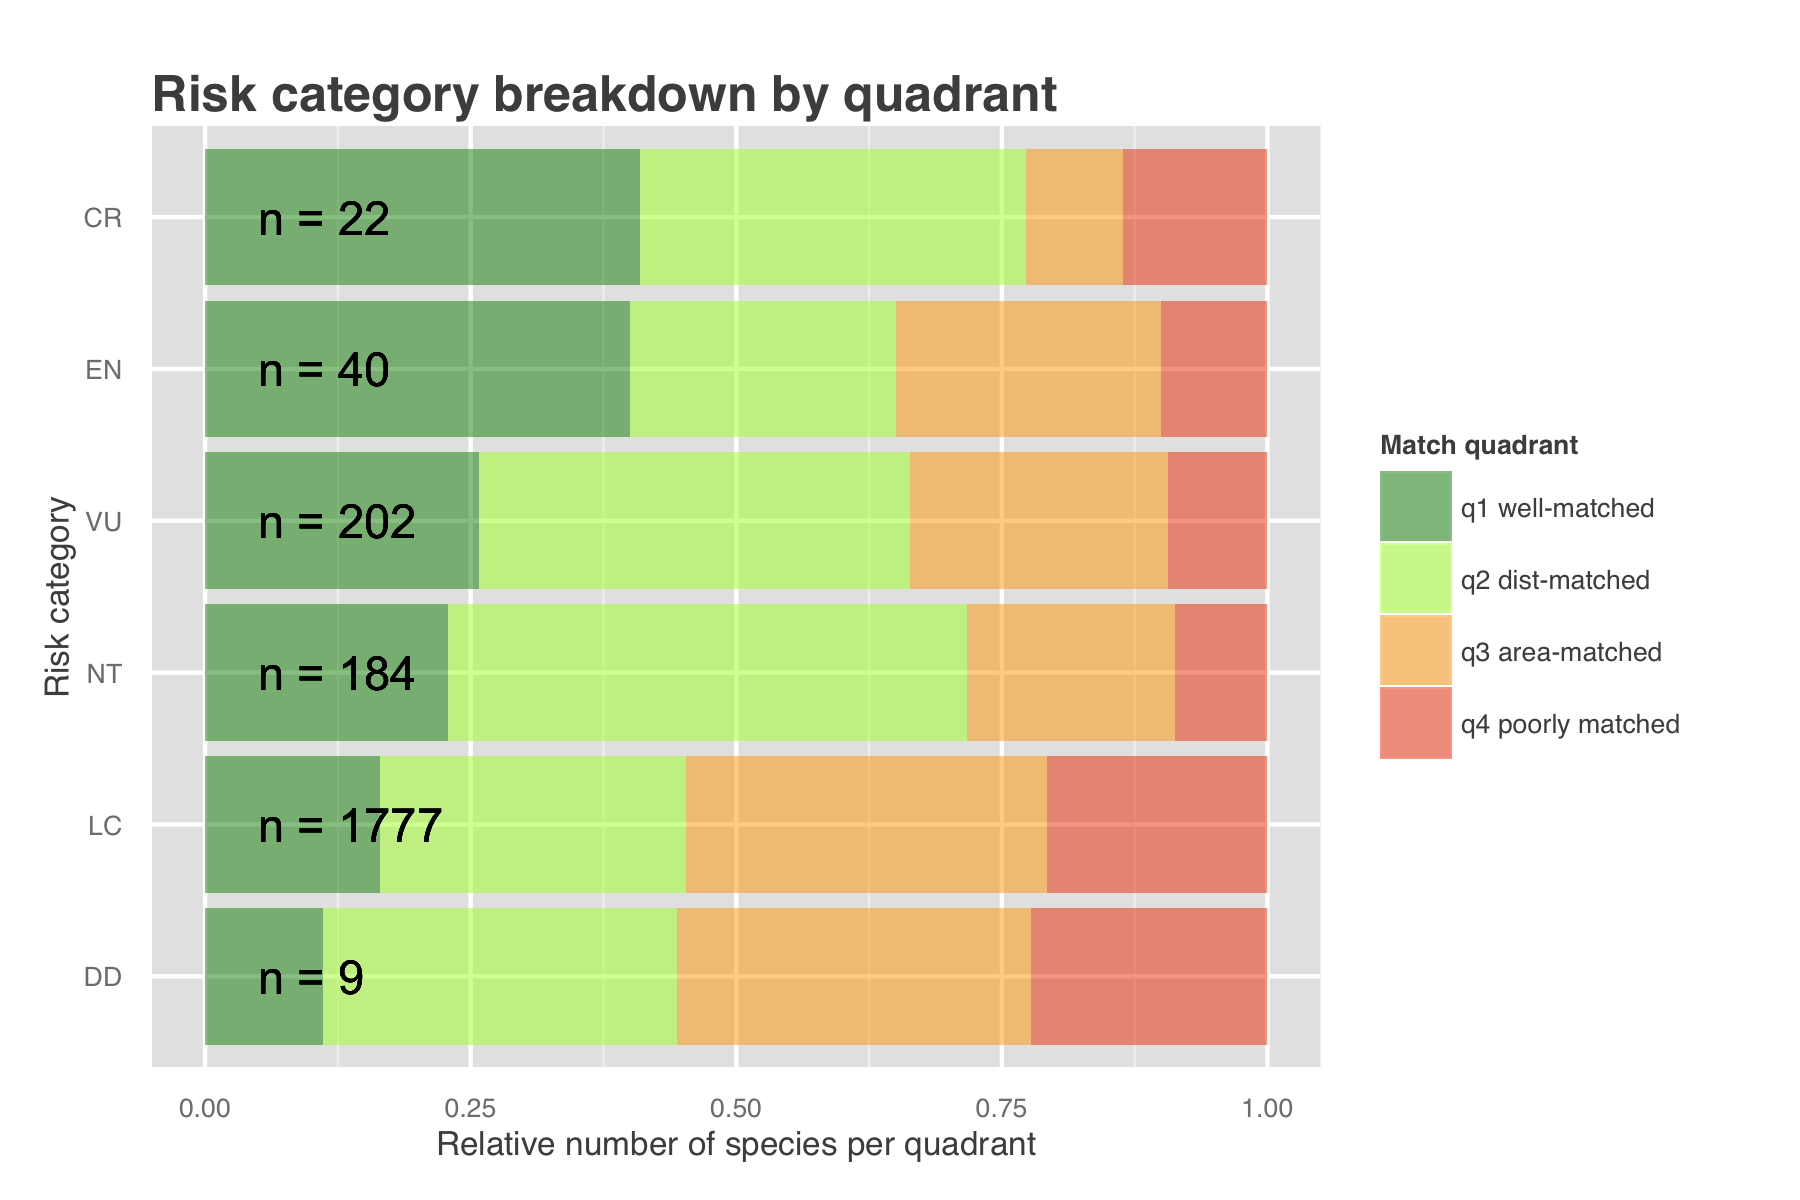 Risk category breakdown by quadrant
CR
n = 22
EN
n = 40
VU
n = 202
NT
n = 184
LC
n = 1777
DD
n = 9
Risk category
0.00
0.25
0.50
0.75
1.00
Relative number of species per quadrant
Match quadrant
q1 well-matched
q2 dist-matched
q3 area-matched
q4 poorly matched